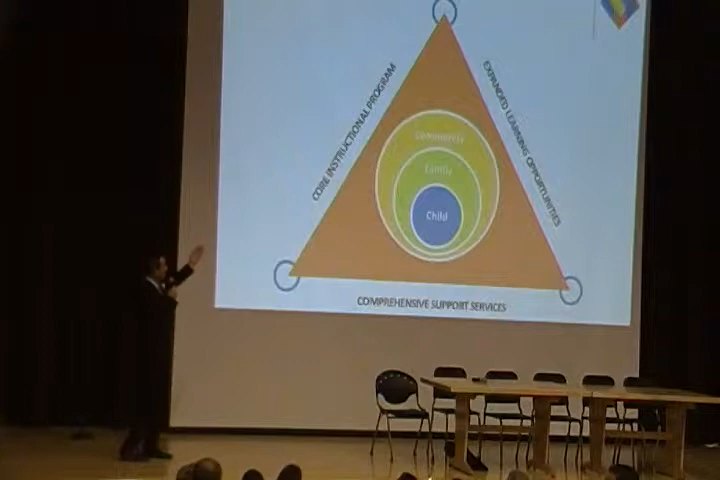 CORE INSTRUCTIONAL PROGRAM
EXPANDED LEARNING OPPORTUNITIES
Community
Family
Child
COMPREHENSIVE SUPPORT SERVICES